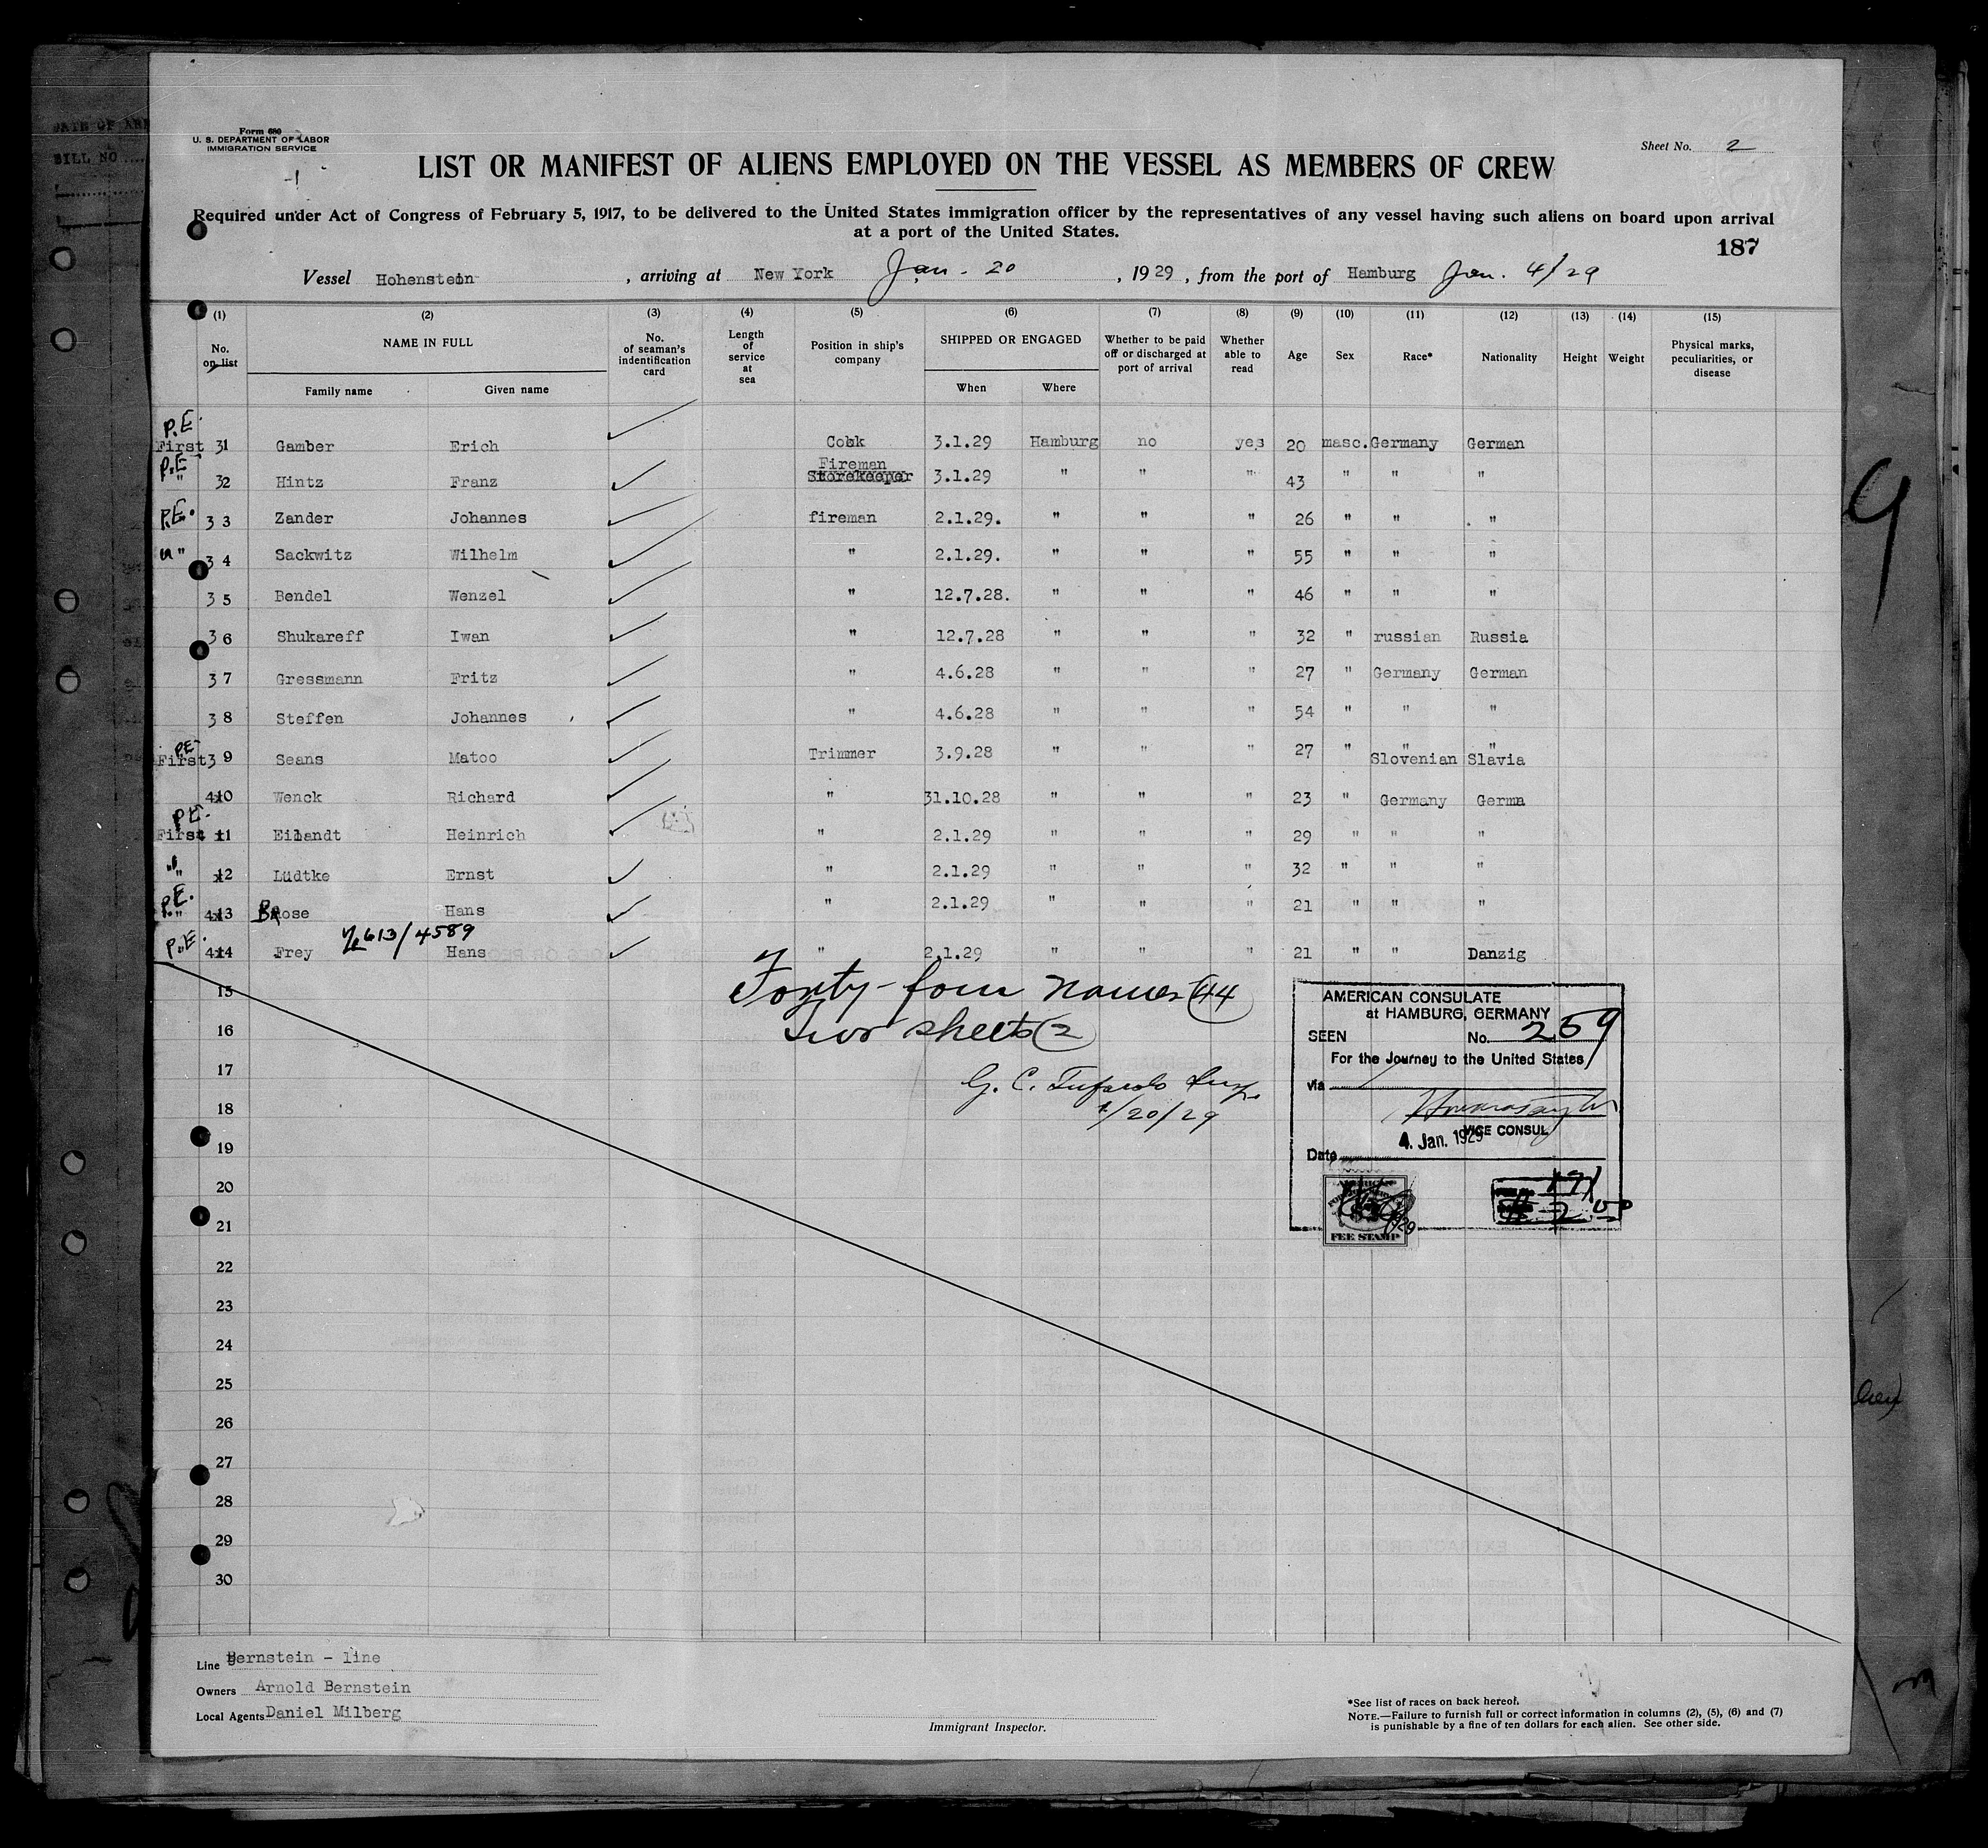 Form 680
U. S. DEPARTMENT OF LABOR
IMMIGRATION SERVICE
Sheet No. 2
LIST OR MANIFEST OF ALIENS EMPLOYED ON THE VESSEL AS MEMBERS OF CREW
Required under Act of Congress of February 5, 1917, to be delivered to the United States immigration officer by the representatives of any vessel having such aliens on board upon arrival
at a port of the United States.
187
Vessel Hohenstein , arriving at New York Jan. 20 , 1929 , from the port of Hamburg Jan. 4/29
(1) (2) (3) (4) (5) (6) (7) (8) (9) (10) (11) (12) (13) (14) (15)
No. on list NAME IN FULL Family name Given name No. of seaman's indentification card Length of service at sea Position in ship's company SHIPPED OR ENGAGED When Where Whether to be paid off or discharged at port of arrival Whether able to read Age Sex Race* Nationality Height Weight Physical marks, peculiarities, or disease
P.E.
First 31 Gamber Erich Cook 3.1.29 Hamburg no yes 20 masc. Germany German
P.E. Fireman
" 32 Hintz Franz Storekeeper 3.1.29 " " " 43 " " "
P.E. 33 Zander Johannes fireman 2.1.29. " " " 26 " " "
" 34 Sackwitz Wilhelm " 2.1.29. " " " 55 " " "
35 Bendel Wenzel " 12.7.28. " " " 46 " " "
36 Shukareff Iwan " 12.7.28 " " " 32 " russian Russia
37 Gressmann Fritz " 4.6.28 " " " 27 " Germany German
38 Steffen Johannes " 4.6.28 " " " 54 " " "
PE " "
First 39 Seans Matoo Trimmer 3.9.28 " " " 27 " Slovenian Slavia
40 Wenck Richard " 31.10.28 " " " 23 " Germany Germa
P.E.
First 11 Eilandt Heinrich " 2.1.29 " " " 29 " " "
" 12 Lüdtke Ernst " 2.1.29 " " " 32 " " "
P.E.
" 43 Brose Hans " 2.1.29 " " " 21 " " "
613/4589
P.E. 44 Frey Hans " 2.1.29 " " " 21 " " Danzig
15
Forty-four names (44
16
Two sheets (2
17
G. C.
18
1/20/29
19
20
21
22
23
24
25
26
27
28
29
30
AMERICAN CONSULATE
at HAMBURG, GERMANY
SEEN No. 259
For the Journey to the United States
via
VICE CONSUL
Date 4. Jan. 1929
FEE STAMP
Line Bernstein - line
Owners Arnold Bernstein
Local Agents Daniel Milberg
Immigrant Inspector.
*See list of races on back hereof.
NOTE.—Failure to furnish full or correct information in columns (2), (5), (6) and (7)
is punishable by a fine of ten dollars for each alien. See other side.